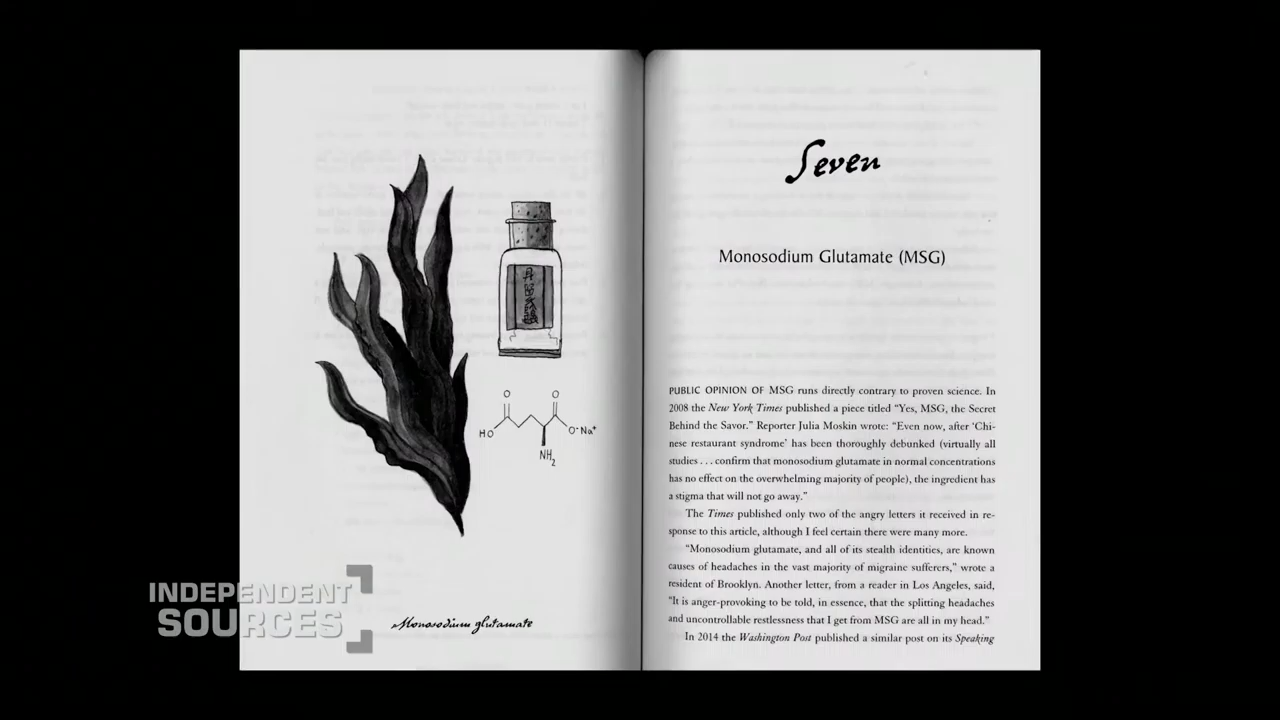 HO
O
O
O⁻Na⁺
NH₂
Monosodium glutamate
INDEPENDENT
SOURCES
Seven
Monosodium Glutamate (MSG)
PUBLIC OPINION OF MSG runs directly contrary to proven science. In
2008 the New York Times published a piece titled “Yes, MSG, the Secret
Behind the Savor.” Reporter Julia Moskin wrote: “Even now, after ‘Chi-
nese restaurant syndrome’ has been thoroughly debunked (virtually all
studies . . . confirm that monosodium glutamate in normal concentrations
has no effect on the overwhelming majority of people), the ingredient has
a stigma that will not go away.”
The Times published only two of the angry letters it received in re-
sponse to this article, although I feel certain there were many more.
“Monosodium glutamate, and all of its stealth identities, are known
causes of headaches in the vast majority of migraine sufferers,” wrote a
resident of Brooklyn. Another letter, from a reader in Los Angeles, said,
“It is anger-provoking to be told, in essence, that the splitting headaches
and uncontrollable restlessness that I get from MSG are all in my head.”
In 2014 the Washington Post published a similar post on its Speaking